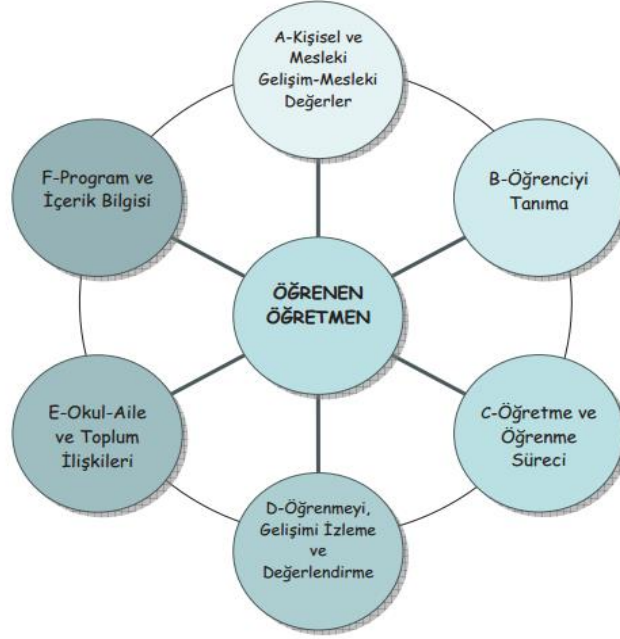 A-Kişisel ve
Mesleki
Gelişim-Mesleki
Değerler
B-Öğrenciyi
Tanıma
C-Öğretme ve
Öğrenme
Süreci
D-Öğrenmeyi,
Gelişimi İzleme
ve
Değerlendirme
E-Okul-Aile
ve Toplum
İlişkileri
F-Program ve
İçerik Bilgisi
ÖĞRENEN
ÖĞRETMEN